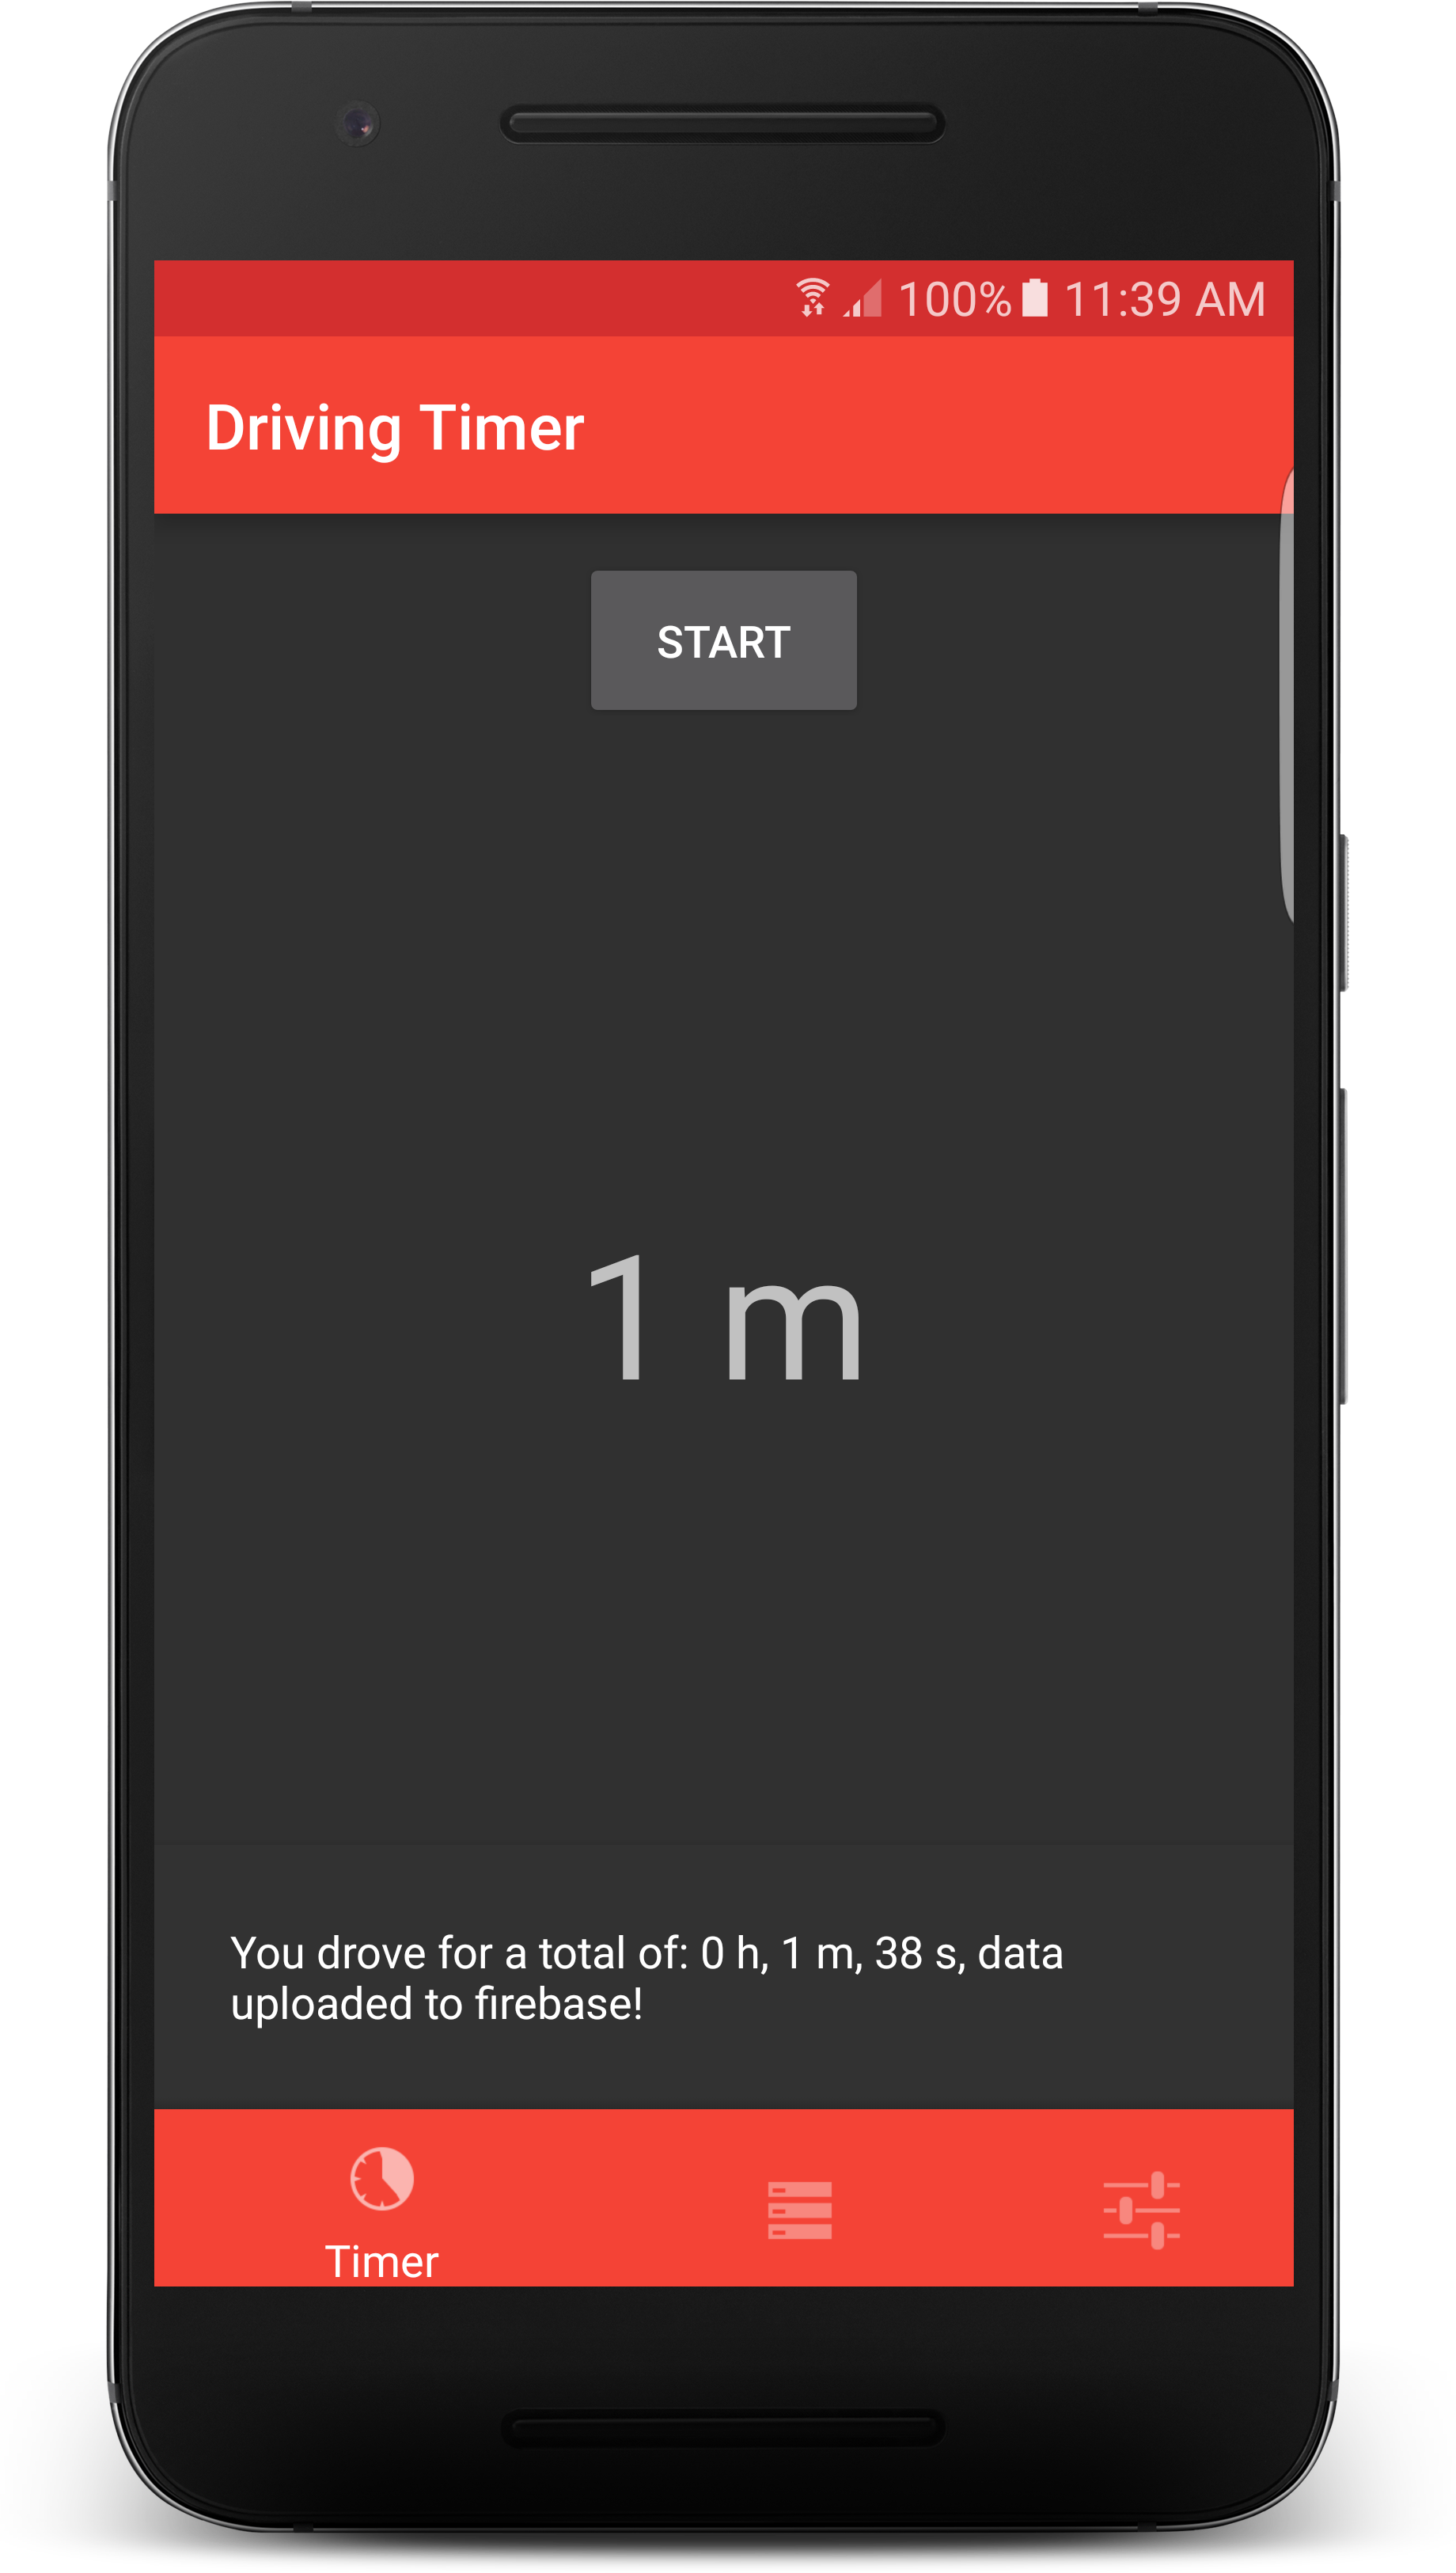 100% 11:39 AM
Driving Timer
START
1 m
You drove for a total of: 0 h, 1 m, 38 s, data
uploaded to firebase!
Timer